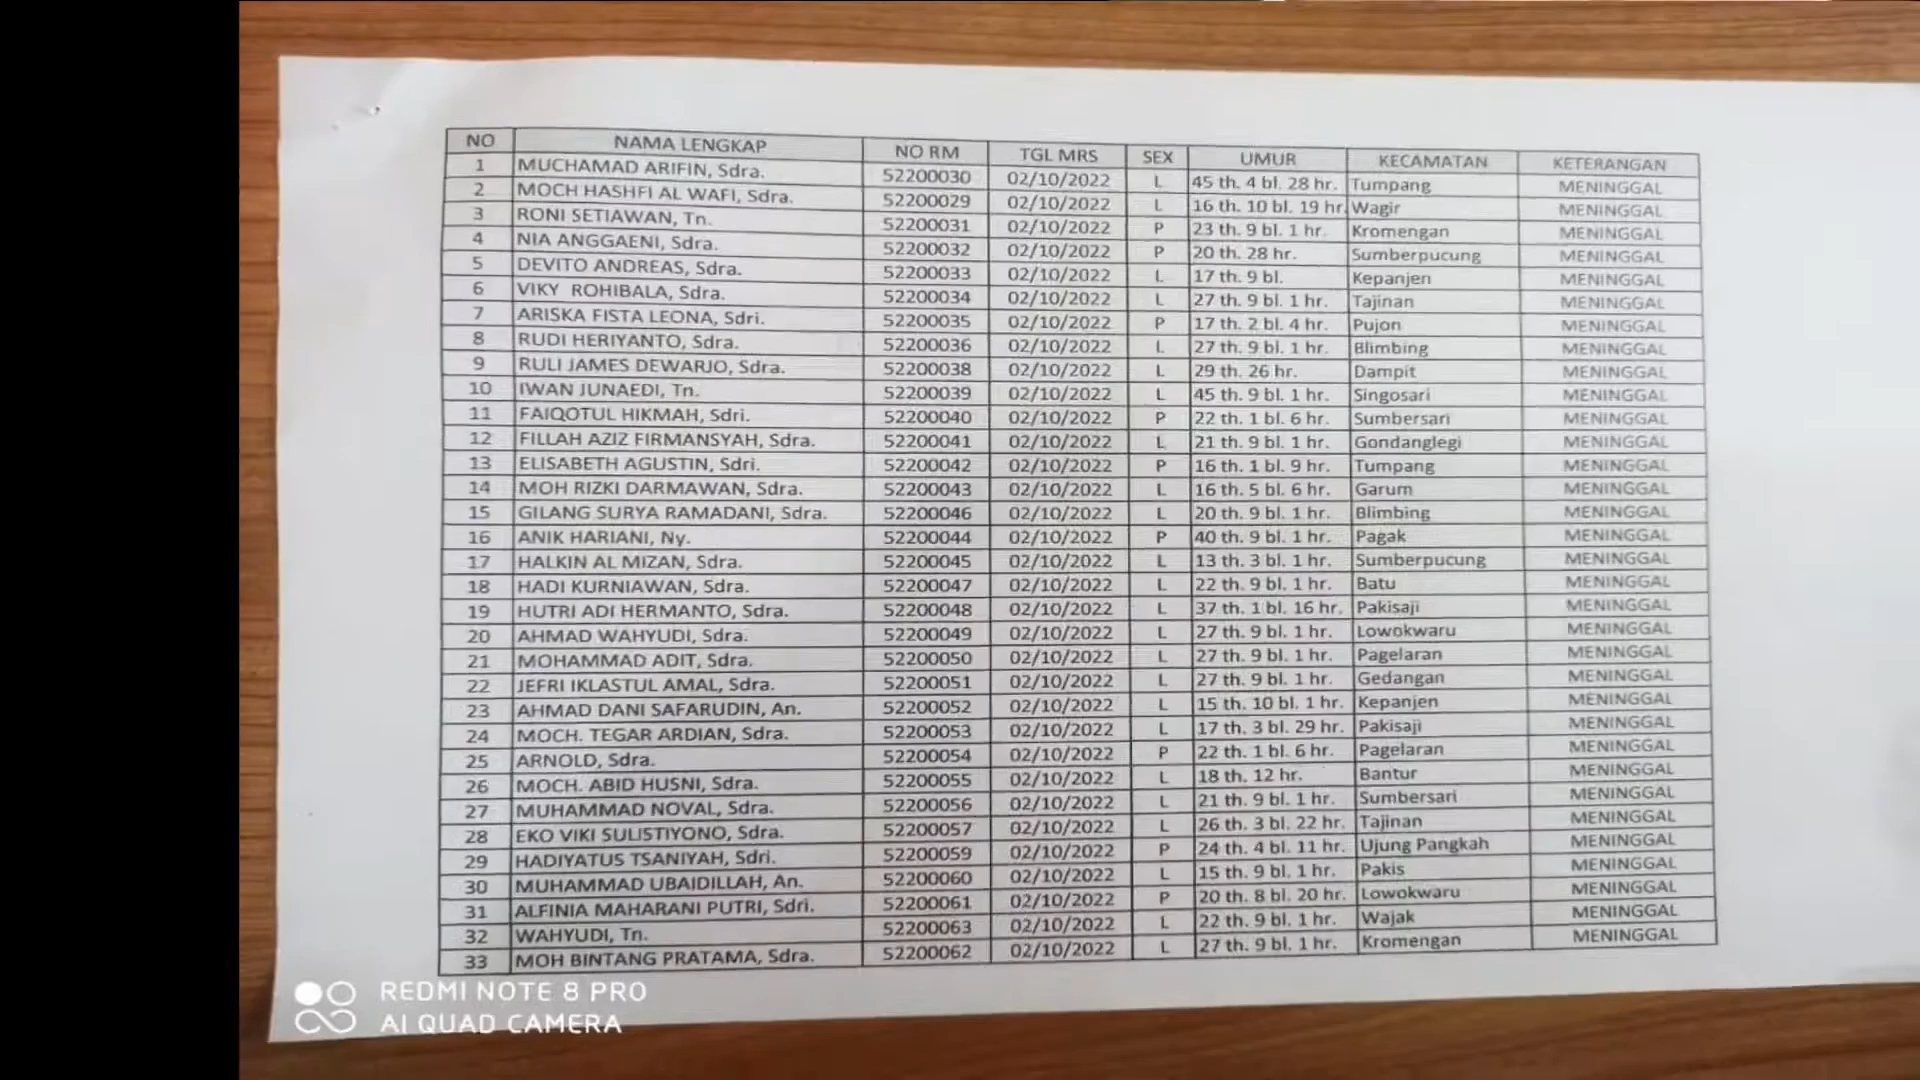 NO NAMA LENGKAP NO RM TGL MRS SEX UMUR KECAMATAN KETERANGAN
1 MUCHAMAD ARIFIN, Sdra. 52200030 02/10/2022 L 45 th. 4 bl. 28 hr. Tumpang MENINGGAL
2 MOCH HASHFI AL WAFI, Sdra. 52200029 02/10/2022 L 16 th. 10 bl. 19 hr. Wagir MENINGGAL
3 RONI SETIAWAN, Tn. 52200031 02/10/2022 P 23 th. 9 bl. 1 hr. Kromengan MENINGGAL
4 NIA ANGGAENI, Sdra. 52200032 02/10/2022 P 20 th. 28 hr. Sumberpucung MENINGGAL
5 DEVITO ANDREAS, Sdra. 52200033 02/10/2022 L 17 th. 9 bl. Kepanjen MENINGGAL
6 VIKY ROHIBALA, Sdra. 52200034 02/10/2022 L 27 th. 9 bl. 1 hr. Tajinan MENINGGAL
7 ARISKA FISTA LEONA, Sdri. 52200035 02/10/2022 P 17 th. 2 bl. 4 hr. Pujon MENINGGAL
8 RUDI HERIYANTO, Sdra. 52200036 02/10/2022 L 27 th. 9 bl. 1 hr. Blimbing MENINGGAL
9 RULI JAMES DEWARJO, Sdra. 52200038 02/10/2022 L 29 th. 26 hr. Dampit MENINGGAL
10 IWAN JUNAEDI, Tn. 52200039 02/10/2022 L 45 th. 9 bl. 1 hr. Singosari MENINGGAL
11 FAIQOTUL HIKMAH, Sdri. 52200040 02/10/2022 P 22 th. 1 bl. 6 hr. Sumbersari MENINGGAL
12 FILLAH AZIZ FIRMANSYAH, Sdra. 52200041 02/10/2022 L 21 th. 9 bl. 1 hr. Gondanglegi MENINGGAL
13 ELISABETH AGUSTIN, Sdri. 52200042 02/10/2022 P 16 th. 1 bl. 9 hr. Tumpang MENINGGAL
14 MOH RIZKI DARMAWAN, Sdra. 52200043 02/10/2022 L 16 th. 5 bl. 6 hr. Garum MENINGGAL
15 GILANG SURYA RAMADANI, Sdra. 52200046 02/10/2022 L 20 th. 9 bl. 1 hr. Blimbing MENINGGAL
16 ANIK HARIANI, Ny. 52200044 02/10/2022 P 40 th. 9 bl. 1 hr. Pagak MENINGGAL
17 HALKIN AL MIZAN, Sdra. 52200045 02/10/2022 L 13 th. 3 bl. 1 hr. Sumberpucung MENINGGAL
18 HADI KURNIAWAN, Sdra. 52200047 02/10/2022 L 22 th. 9 bl. 1 hr. Batu MENINGGAL
19 HUTRI ADI HERMANTO, Sdra. 52200048 02/10/2022 L 37 th. 1 bl. 16 hr. Pakisaji MENINGGAL
20 AHMAD WAHYUDI, Sdra. 52200049 02/10/2022 L 27 th. 9 bl. 1 hr. Lowokwaru MENINGGAL
21 MOHAMMAD ADIT, Sdra. 52200050 02/10/2022 L 27 th. 9 bl. 1 hr. Pagelaran MENINGGAL
22 JEFRI IKLASTUL AMAL, Sdra. 52200051 02/10/2022 L 27 th. 9 bl. 1 hr. Gedangan MENINGGAL
23 AHMAD DANI SAFARUDIN, An. 52200052 02/10/2022 L 15 th. 10 bl. 1 hr. Kepanjen MENINGGAL
24 MOCH. TEGAR ARDIAN, Sdra. 52200053 02/10/2022 L 17 th. 3 bl. 29 hr. Pakisaji MENINGGAL
25 ARNOLD, Sdra. 52200054 02/10/2022 P 22 th. 1 bl. 6 hr. Pagelaran MENINGGAL
26 MOCH. ABID HUSNI, Sdra. 52200055 02/10/2022 L 18 th. 12 hr. Bantur MENINGGAL
27 MUHAMMAD NOVAL, Sdra. 52200056 02/10/2022 L 21 th. 9 bl. 1 hr. Sumbersari MENINGGAL
28 EKO VIKI SULISTIYONO, Sdra. 52200057 02/10/2022 L 26 th. 3 bl. 22 hr. Tajinan MENINGGAL
29 HADIYATUS TSANIYAH, Sdri. 52200059 02/10/2022 P 24 th. 4 bl. 11 hr. Ujung Pangkah MENINGGAL
30 MUHAMMAD UBAIDILLAH, An. 52200060 02/10/2022 L 15 th. 9 bl. 1 hr. Pakis MENINGGAL
31 ALFINIA MAHARANI PUTRI, Sdri. 52200061 02/10/2022 P 20 th. 8 bl. 20 hr. Lowokwaru MENINGGAL
32 WAHYUDI, Tn. 52200063 02/10/2022 L 22 th. 9 bl. 1 hr. Wajak MENINGGAL
33 MOH BINTANG PRATAMA, Sdra. 52200062 02/10/2022 L 27 th. 9 bl. 1 hr. Kromengan MENINGGAL
REDMI NOTE 8 PRO
AI QUAD CAMERA